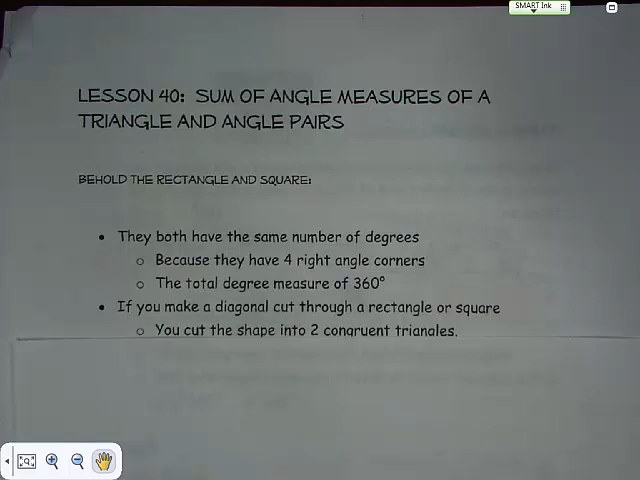 SMART Ink
LESSON 40: SUM OF ANGLE MEASURES OF A
TRIANGLE AND ANGLE PAIRS
BEHOLD THE RECTANGLE AND SQUARE:
• They both have the same number of degrees
o Because they have 4 right angle corners
o The total degree measure of 360°
• If you make a diagonal cut through a rectangle or square
o You cut the shape into 2 congruent triangles.